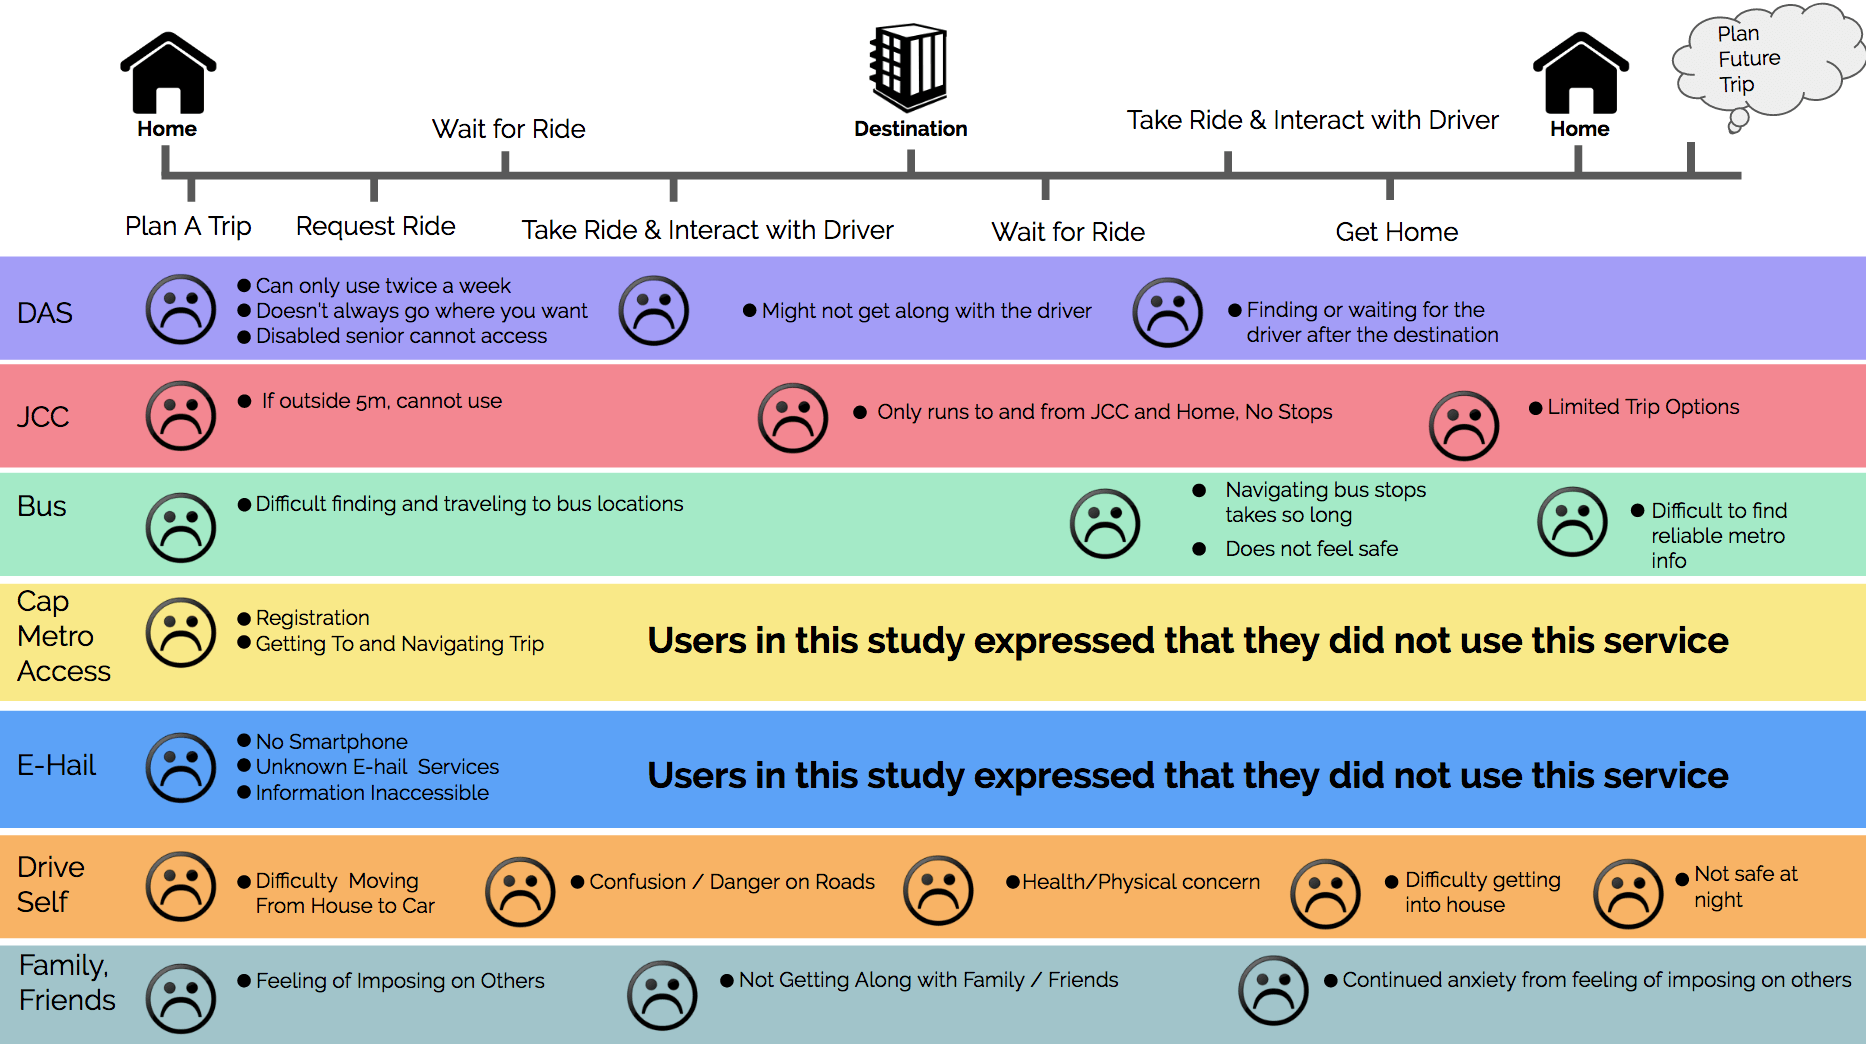 Plan
Future
Trip
Home
Wait for Ride
Destination
Take Ride & Interact with Driver
Home
Plan A Trip
Request Ride
Take Ride & Interact with Driver
Wait for Ride
Get Home
DAS
Can only use twice a week
Doesn't always go where you want
Disabled senior cannot access
Might not get along with the driver
Finding or waiting for the
driver after the destination
JCC
If outside 5m, cannot use
Only runs to and from JCC and Home, No Stops
Limited Trip Options
Bus
Difficult finding and traveling to bus locations
Navigating bus stops
takes so long
Does not feel safe
Difficult to find
reliable metro
info
Cap
Metro
Access
Registration
Getting To and Navigating Trip
Users in this study expressed that they did not use this service
E-Hail
No Smartphone
Unknown E-hail Services
Information Inaccessible
Users in this study expressed that they did not use this service
Drive
Self
Difficulty Moving
From House to Car
Confusion / Danger on Roads
Health/Physical concern
Difficulty getting
into house
Not safe at
night
Family,
Friends
Feeling of Imposing on Others
Not Getting Along with Family / Friends
Continued anxiety from feeling of imposing on others